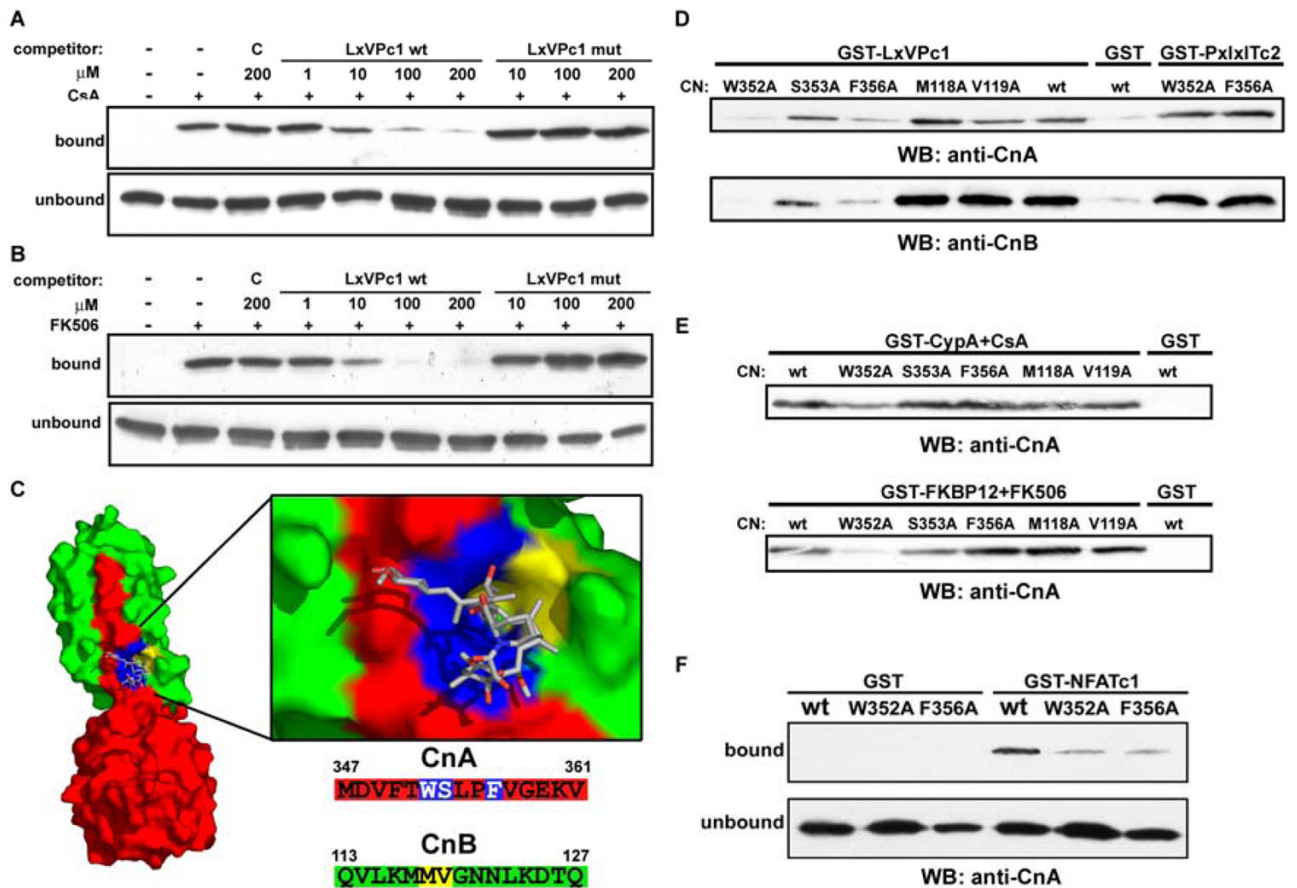 A
competitor: - - C LxVPc1 wt LxVPc1 mut
μM - - 200 1 10 100 200 10 100 200
CsA - + + + + + + + + +
bound
unbound
B
competitor: - - C LxVPc1 wt LxVPc1 mut
μM - - 200 1 10 100 200 10 100 200
FK506 - + + + + + + + + +
bound
unbound
C
CnA
347 361
MDVFTWSLPFVGEKV
CnB
113 127
QVLKMMVGNNLKDTQ
D
GST-LxVPc1 GST GST-PxIxITc2
CN: W352A S353A F356A M118A V119A wt wt W352A F356A
WB: anti-CnA
WB: anti-CnB
E
GST-CypA+CsA GST
CN: wt W352A S353A F356A M118A V119A wt
WB: anti-CnA
GST-FKBP12+FK506 GST
CN: wt W352A S353A F356A M118A V119A wt
WB: anti-CnA
F
GST GST-NFATc1
wt W352A F356A wt W352A F356A
bound
unbound
WB: anti-CnA